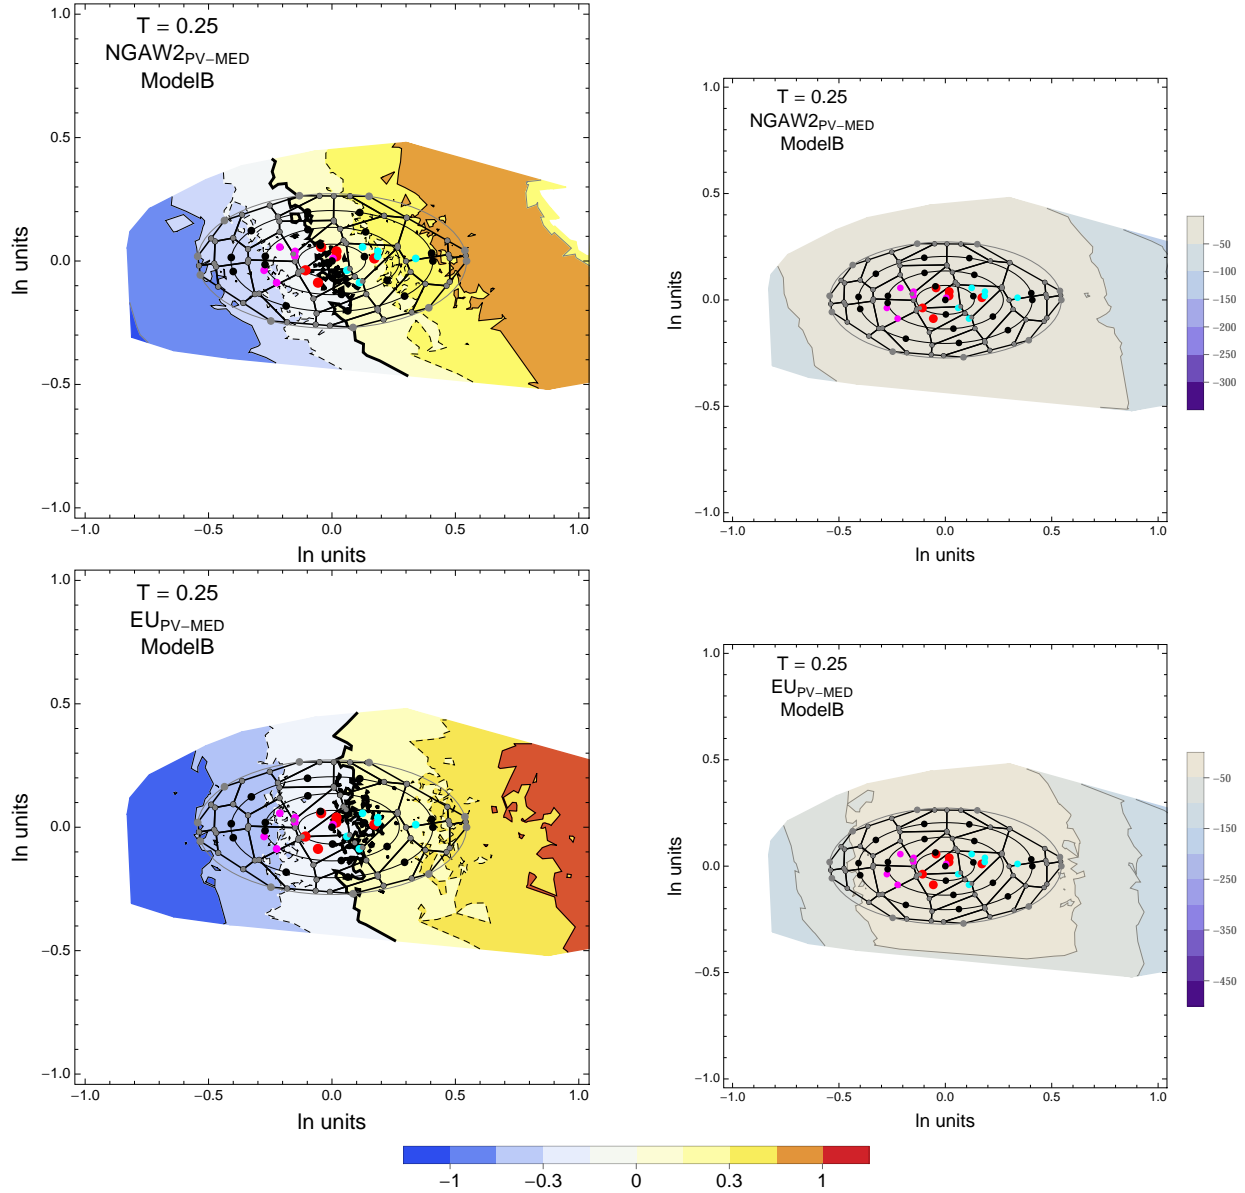 T = 0.25
NGAW2PV−MED
ModelB
1.0
0.5
0.0
−0.5
−1.0
ln units
−1.0 −0.5 0.0 0.5 1.0
ln units
T = 0.25
NGAW2PV−MED
ModelB
1.0
0.5
0.0
−0.5
−1.0
ln units
−1.0 −0.5 0.0 0.5 1.0
ln units
−50
−100
−150
−200
−250
−300
T = 0.25
EUPV−MED
ModelB
1.0
0.5
0.0
−0.5
−1.0
ln units
−1.0 −0.5 0.0 0.5 1.0
ln units
T = 0.25
EUPV−MED
ModelB
1.0
0.5
0.0
−0.5
−1.0
ln units
−1.0 −0.5 0.0 0.5 1.0
ln units
−50
−150
−250
−350
−450
−1 −0.3 0 0.3 1